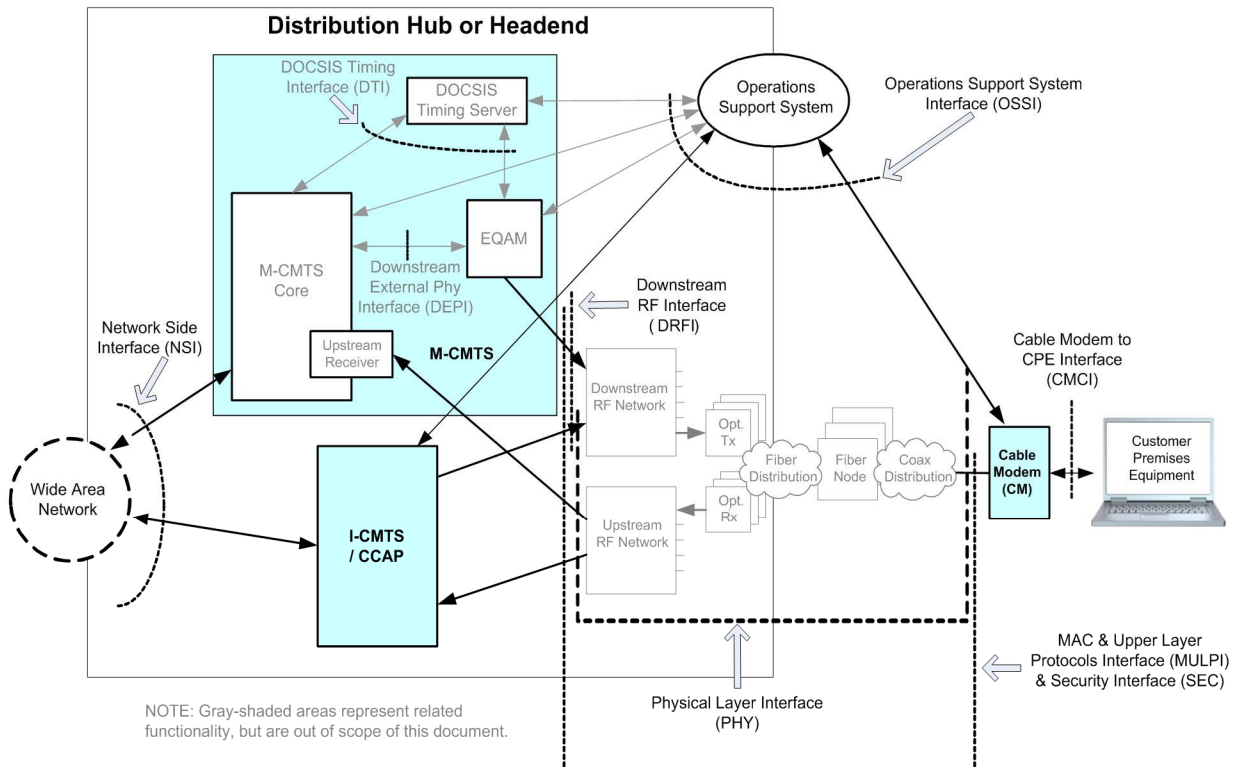 Distribution Hub or Headend
DOCSIS Timing
Interface (DTI)
DOCSIS
Timing Server
Operations
Support System
Operations Support System
Interface (OSSI)
M-CMTS
Core
EQAM
Downstream
External Phy
Interface (DEPI)
Upstream
Receiver
M-CMTS
Network Side
Interface (NSI)
Wide Area
Network
I-CMTS
/ CCAP
Downstream
RF Interface
( DRFI)
Downstream
RF Network
Opt.
Tx
Upstream
RF Network
Opt.
Rx
Fiber
Distribution
Fiber
Node
Coax
Distribution
Cable
Modem
(CM)
Cable Modem to
CPE Interface
(CMCI)
Customer
Premises
Equipment
MAC & Upper Layer
Protocols Interface (MULPI)
& Security Interface (SEC)
Physical Layer Interface
(PHY)
NOTE: Gray-shaded areas represent related
functionality, but are out of scope of this document.